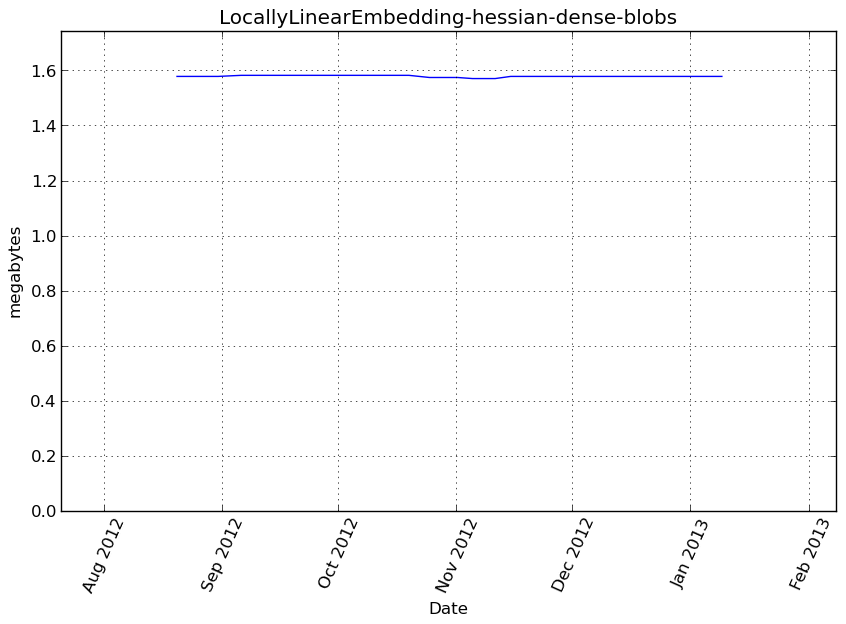 LocallyLinearEmbedding-hessian-dense-blobs
1.6
1.4
1.2
1.0
0.8
0.6
0.4
0.2
0.0
megabytes
Aug 2012
Sep 2012
Oct 2012
Nov 2012
Dec 2012
Jan 2013
Feb 2013
Date